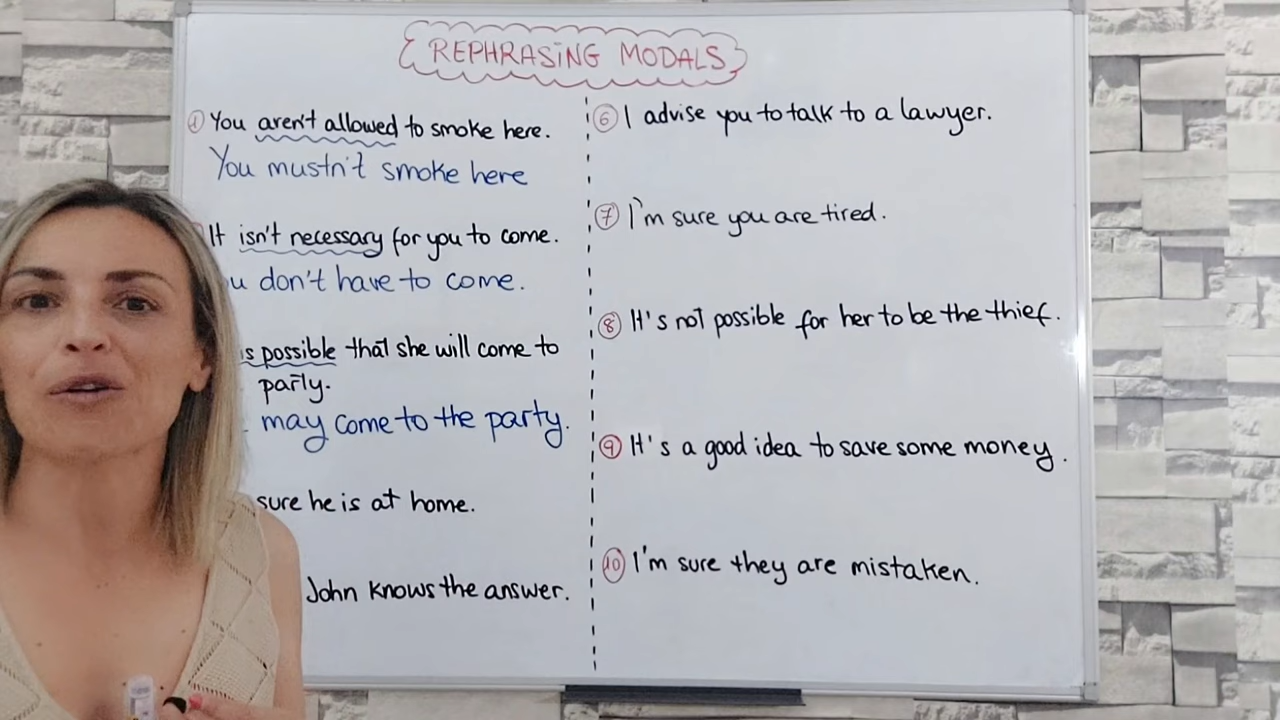 REPHRASING MODALS
1 You aren't allowed to smoke here.
You mustn't smoke here
It isn't necessary for you to come.
don't have to come.
is possible that she will come to
party.
may come to the party.
sure he is at home.
John knows the answer.
6 I advise you to talk to a lawyer.
7 I'm sure you are tired.
8 It's not possible for her to be the thief.
9 It's a good idea to save some money.
10 I'm sure they are mistaken.